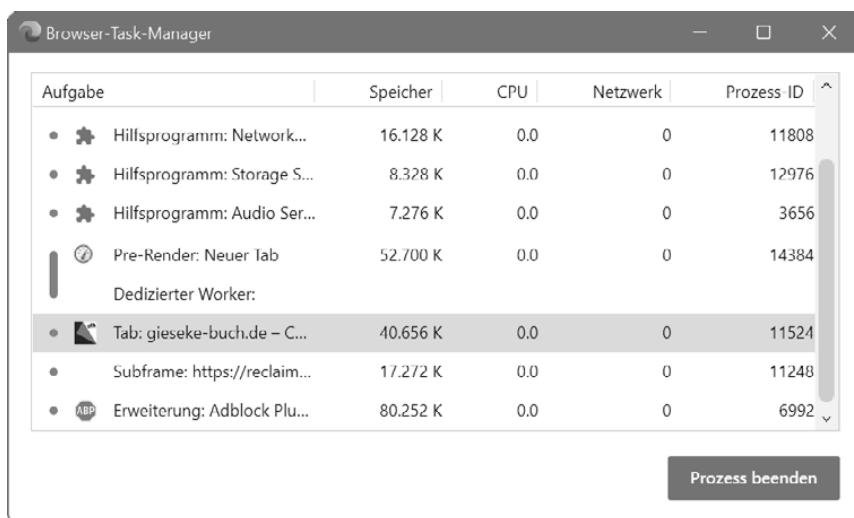 Browser-Task-Manager
Aufgabe Speicher CPU Netzwerk Prozess-ID
Hilfsprogramm: Network... 16.128 K 0.0 0 11808
Hilfsprogramm: Storage S... 8.328 K 0.0 0 12976
Hilfsprogramm: Audio Ser... 7.276 K 0.0 0 3656
Pre-Render: Neuer Tab 52.700 K 0.0 0 14384
Dedizierter Worker:
Tab: gieseke-buch.de – C... 40.656 K 0.0 0 11524
Subframe: https://reclaim... 17.272 K 0.0 0 11248
ABP Erweiterung: Adblock Plu... 80.252 K 0.0 0 6992
Prozess beenden